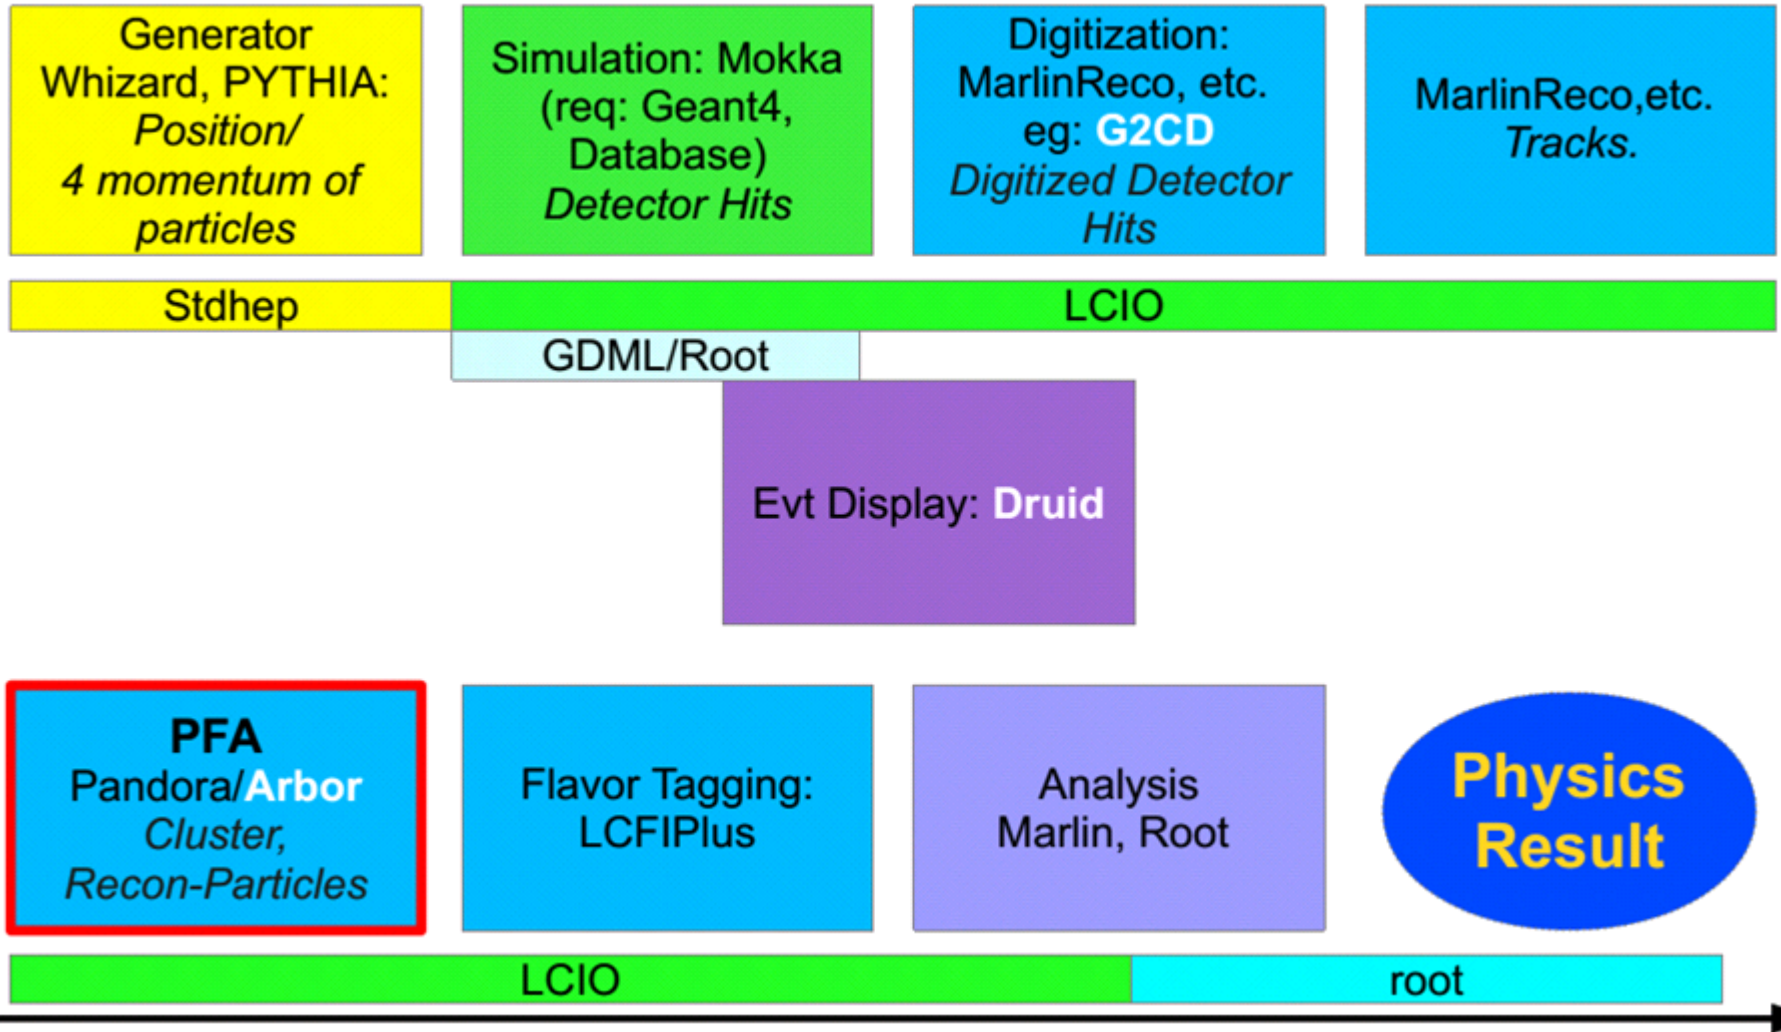 Generator
Whizard, PYTHIA:
Position/
4 momentum of
particles
Simulation: Mokka
(req: Geant4,
Database)
Detector Hits
Digitization:
MarlinReco, etc.
eg: G2CD
Digitized Detector
Hits
MarlinReco,etc.
Tracks.
Stdhep
LCIO
GDML/Root
Evt Display: Druid
PFA
Pandora/Arbor
Cluster,
Recon-Particles
Flavor Tagging:
LCFIPlus
Analysis
Marlin, Root
Physics
Result
LCIO
root